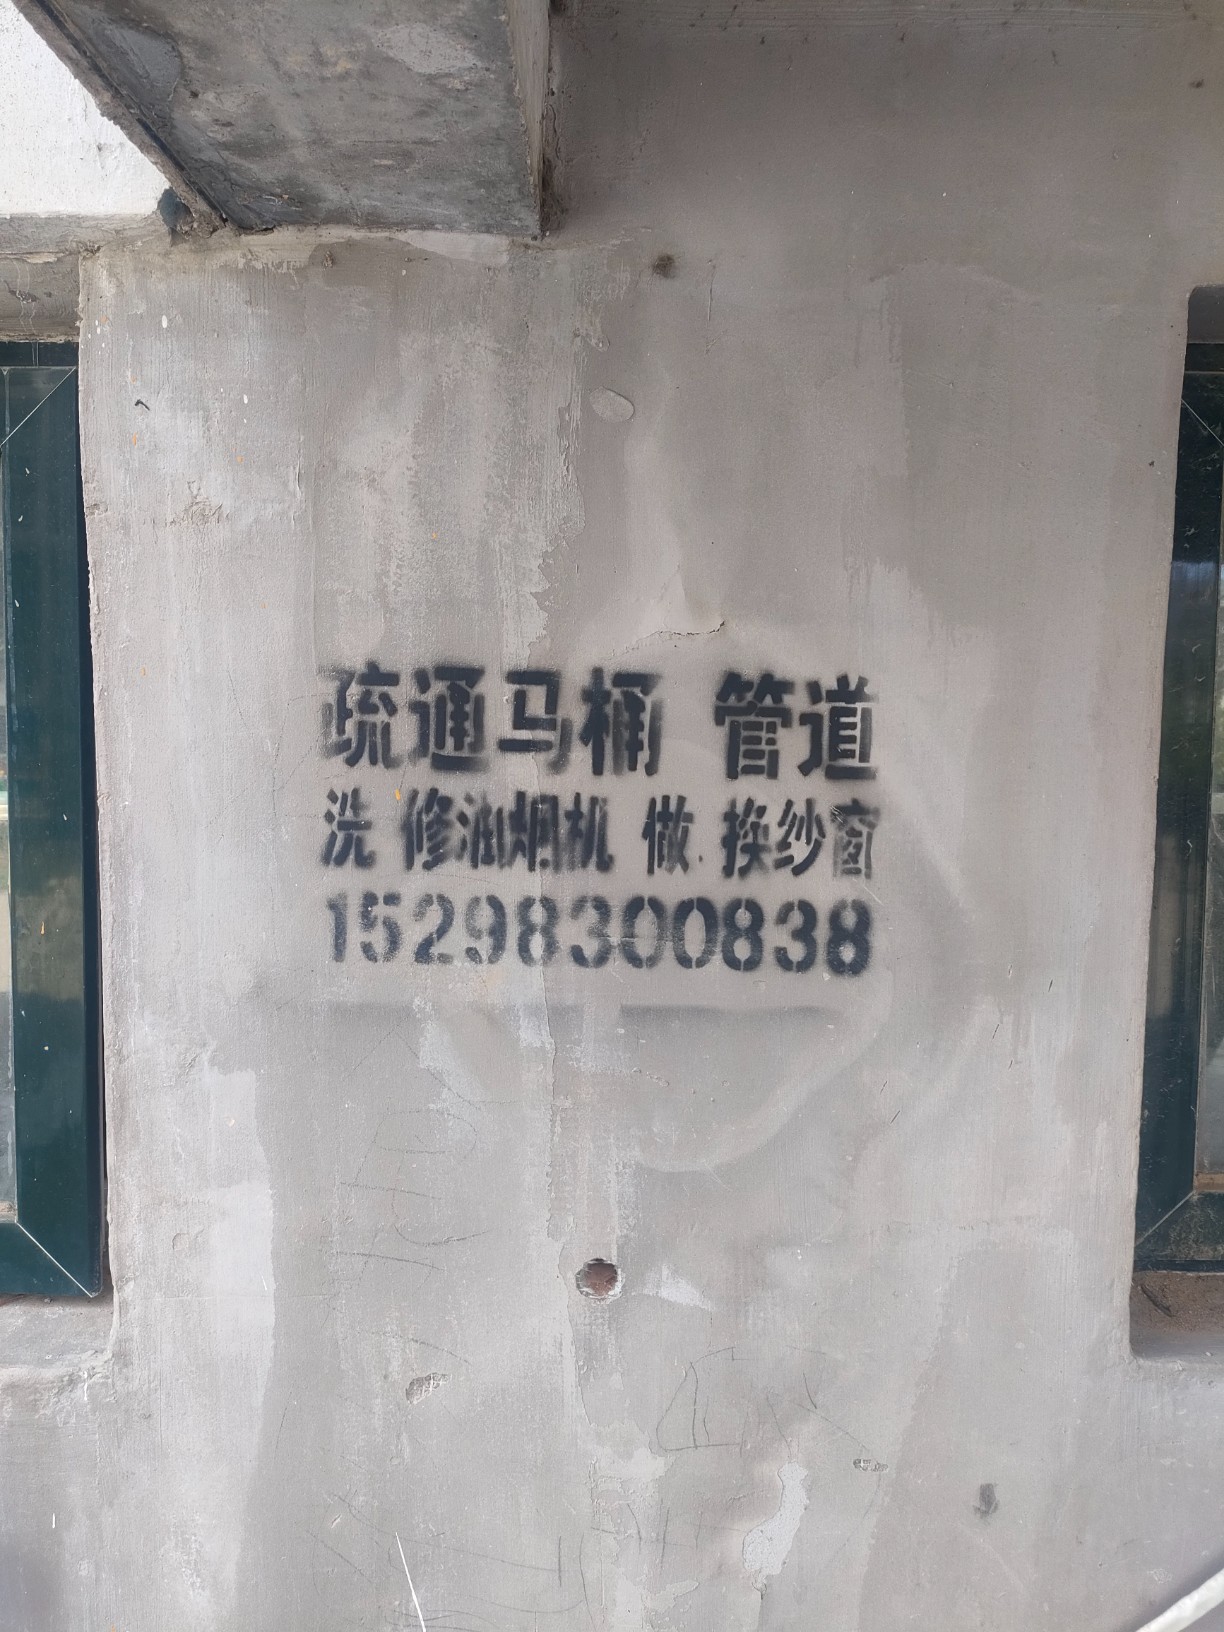 疏通马桶 管道
洗 修油烟机 做.换纱窗
15298300838